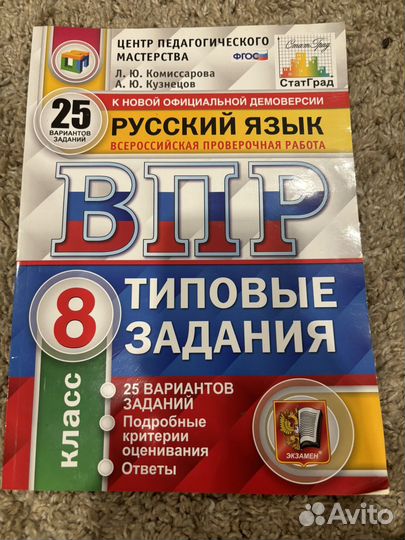 ЦЕНТР ПЕДАГОГИЧЕСКОГО
МАСТЕРСТВА
ФГОС
Л. Ю. Комиссарова
А. Ю. Кузнецов
СтатГрад
СтатГрад
25
ВАРИАНТОВ
ЗАДАНИЙ
К НОВОЙ ОФИЦИАЛЬНОЙ ДЕМОВЕРСИИ
РУССКИЙ ЯЗЫК
ВСЕРОССИЙСКАЯ ПРОВЕРОЧНАЯ РАБОТА
ВПР
8
КЛАСС
ТИПОВЫЕ
ЗАДАНИЯ
25 ВАРИАНТОВ
ЗАДАНИЙ
Подробные
критерии
оценивания
Ответы
ЭКЗАМЕН
Avito